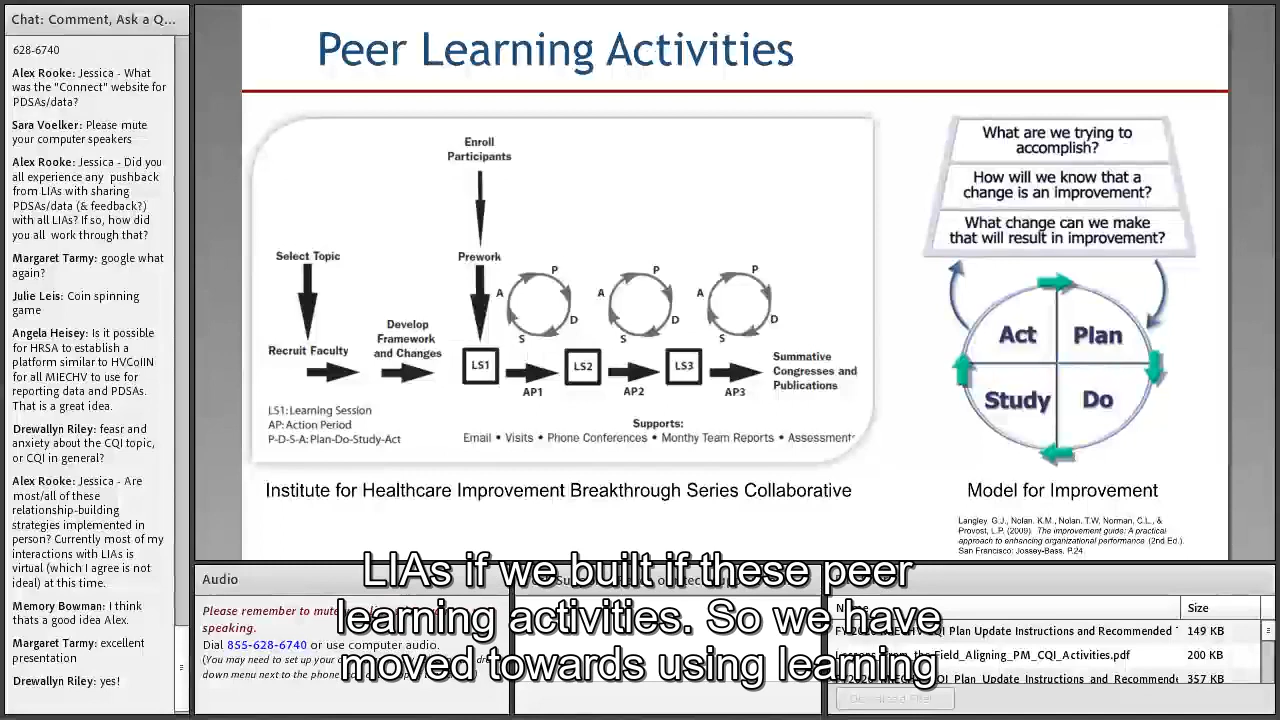 Chat: Comment, Ask a Q...
628-6740
Alex Rooke: Jessica - What
was the "Connect" website for
PDSAs/data?
Sara Voelker: Please mute
your computer speakers
Alex Rooke: Jessica - Did you
all experience any pushback
from LIAs with sharing
PDSAs/data (& feedback?)
with all LIAs? If so, how did
you all work through that?
Margaret Tarmy: google what
again?
Julie Leis: Coin spinning
game
Angela Heisey: Is it possible
for HRSA to establish a
platform similar to HVCoIIN
for all MIECHV to use for
reporting data and PDSAs.
That is a great idea.
Drewallyn Riley: fear and
anxiety about the CQI topic,
or CQI in general?
Alex Rooke: Jessica - Are
most/all of these
relationship-building
strategies implemented in
person? Currently most of my
interactions with LIAs is
virtual (which I agree is not
ideal) at this time.
Memory Bowman: I think
thats a good idea Alex.
Margaret Tarmy: excellent
presentation
Drewallyn Riley: yes!
Peer Learning Activities
Enroll
Participants
Select Topic
Prework
P
A
D
S
P
A
D
S
P
A
D
S
Recruit Faculty
Develop
Framework
and Changes
LS1
LS2
LS3
AP1
AP2
AP3
Summative
Congresses and
Publications
LS1: Learning Session
AP: Action Period
P-D-S-A: Plan-Do-Study-Act
Supports:
Email • Visits • Phone Conferences • Monthy Team Reports • Assessments
Institute for Healthcare Improvement Breakthrough Series Collaborative
What are we trying to
accomplish?
How will we know that a
change is an improvement?
What change can we make
that will result in improvement?
Act
Plan
Study
Do
Model for Improvement
Langley. G.J., Nolan. K.M., Nolan. T.W, Norman, C.L., &
Provost, L.P. (2009). The improvement guide: A practical
approach to enhancing organizational performance (2nd Ed.).
San Francisco: Jossey-Bass. P.24
Audio
Please remember to mute
speaking.
Dial 855-628-6740 or use computer audio.
(You may need to set up your
down menu next to the phone
Size
149 KB
Field_Aligning_PM_CQI_Activities.pdf
200 KB
Plan_Update_Instructions and Recommende
357 KB
LIAs if we built if these peer
learning activities. So we have
moved towards using learning